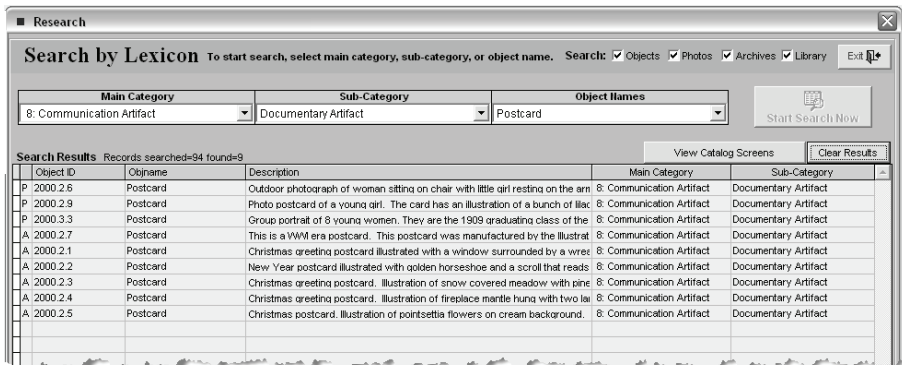 Research
Search by Lexicon To start search, select main category, sub-category, or object name. Search: Objects Photos Archives Library Exit
Main Category Sub-Category Object Names
8: Communication Artifact Documentary Artifact Postcard
Start Search Now
View Catalog Screens Clear Results
Search Results Records searched=94 found=9
Object ID Objname Description Main Category Sub-Category
P 2000.2.6 Postcard Outdoor photograph of woman sitting on chair with little girl resting on the arm 8: Communication Artifact Documentary Artifact
P 2000.2.9 Postcard Photo postcard of a young girl. The card has an illustration of a bunch of lilac 8: Communication Artifact Documentary Artifact
P 2000.3.3 Postcard Group portrait of 8 young women. They are the 1909 graduating class of the 8: Communication Artifact Documentary Artifact
A 2000.2.7 Postcard This is a WWI era postcard. This postcard was manufactured by the Illustrat 8: Communication Artifact Documentary Artifact
A 2000.2.1 Postcard Christmas greeting postcard illustrated with a window surrounded by a wrea 8: Communication Artifact Documentary Artifact
A 2000.2.2 Postcard New Year postcard illustrated with golden horseshoe and a scroll that reads 8: Communication Artifact Documentary Artifact
A 2000.2.3 Postcard Christmas greeting postcard. Illustration of snow covered meadow with pine 8: Communication Artifact Documentary Artifact
A 2000.2.4 Postcard Christmas greeting postcard. Illustration of fireplace mantle hung with two lar 8: Communication Artifact Documentary Artifact
A 2000.2.5 Postcard Christmas postcard. Illustration of pointsettia flowers on cream background. 8: Communication Artifact Documentary Artifact